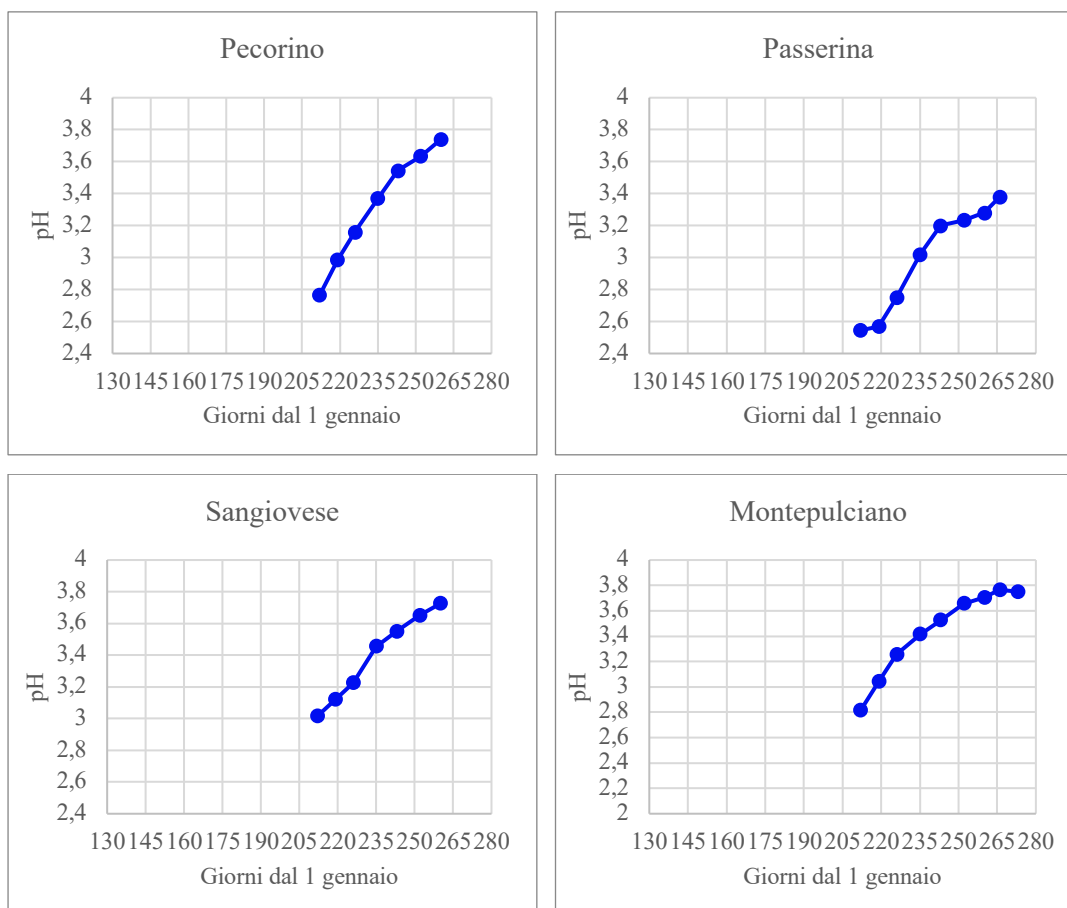 Pecorino
4
3,8
3,6
3,4
3,2
3
2,8
2,6
2,4
pH
130 145 160 175 190 205 220 235 250 265 280
Giorni dal 1 gennaio
Passerina
4
3,8
3,6
3,4
3,2
3
2,8
2,6
2,4
pH
130 145 160 175 190 205 220 235 250 265 280
Giorni dal 1 gennaio
Sangiovese
4
3,8
3,6
3,4
3,2
3
2,8
2,6
2,4
pH
130 145 160 175 190 205 220 235 250 265 280
Giorni dal 1 gennaio
Montepulciano
4
3,8
3,6
3,4
3,2
3
2,8
2,6
2,4
2,2
2
pH
130 145 160 175 190 205 220 235 250 265 280
Giorni dal 1 gennaio